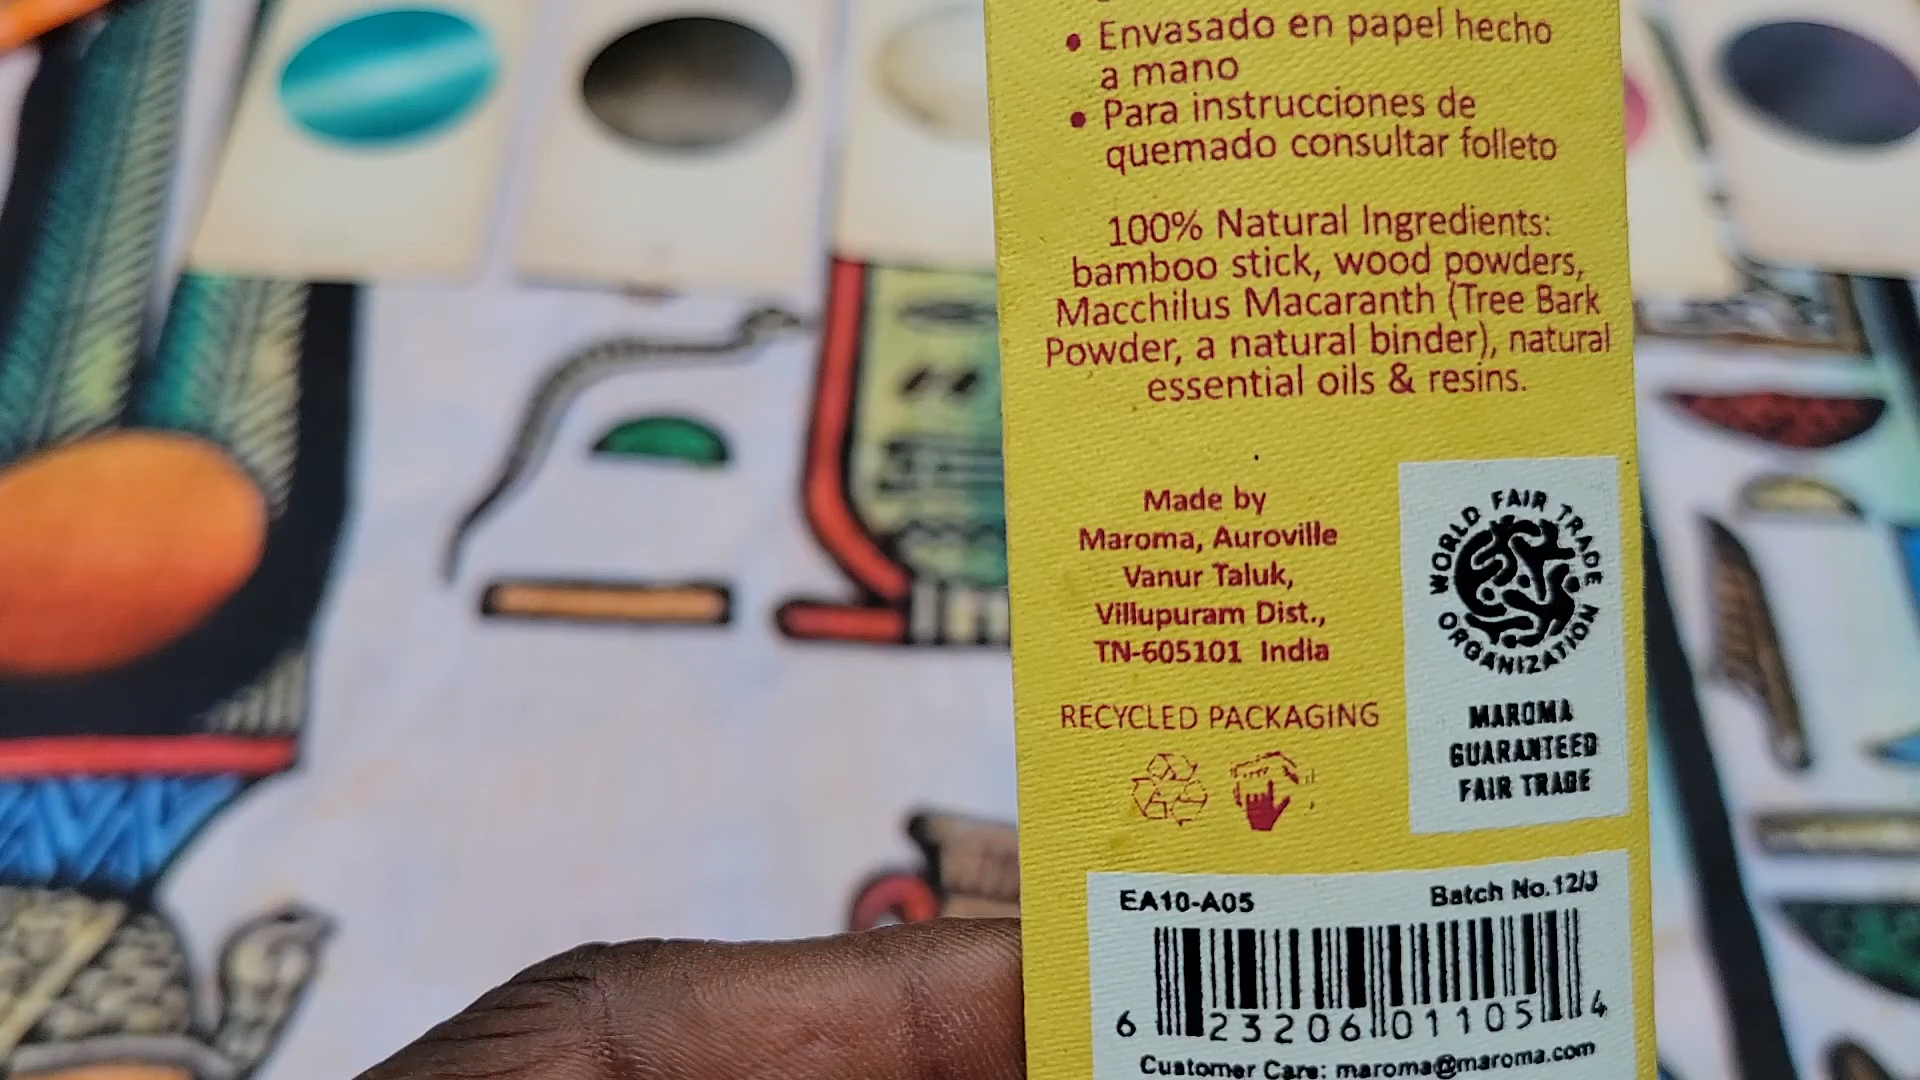 • Envasado en papel hecho
a mano
• Para instrucciones de
quemado consultar folleto
100% Natural Ingredients:
bamboo stick, wood powders,
Macchilus Macaranth (Tree Bark
Powder, a natural binder), natural
essential oils & resins.
Made by
Maroma, Auroville
Vanur Taluk,
Villupuram Dist.,
TN-605101 India
RECYCLED PACKAGING
WORLD FAIR TRADE ORGANIZATION
MAROMA
GUARANTEED
FAIR TRADE
EA10-A05 Batch No.12/J
6 23206 01105 4
Customer Care: maroma@maroma.com